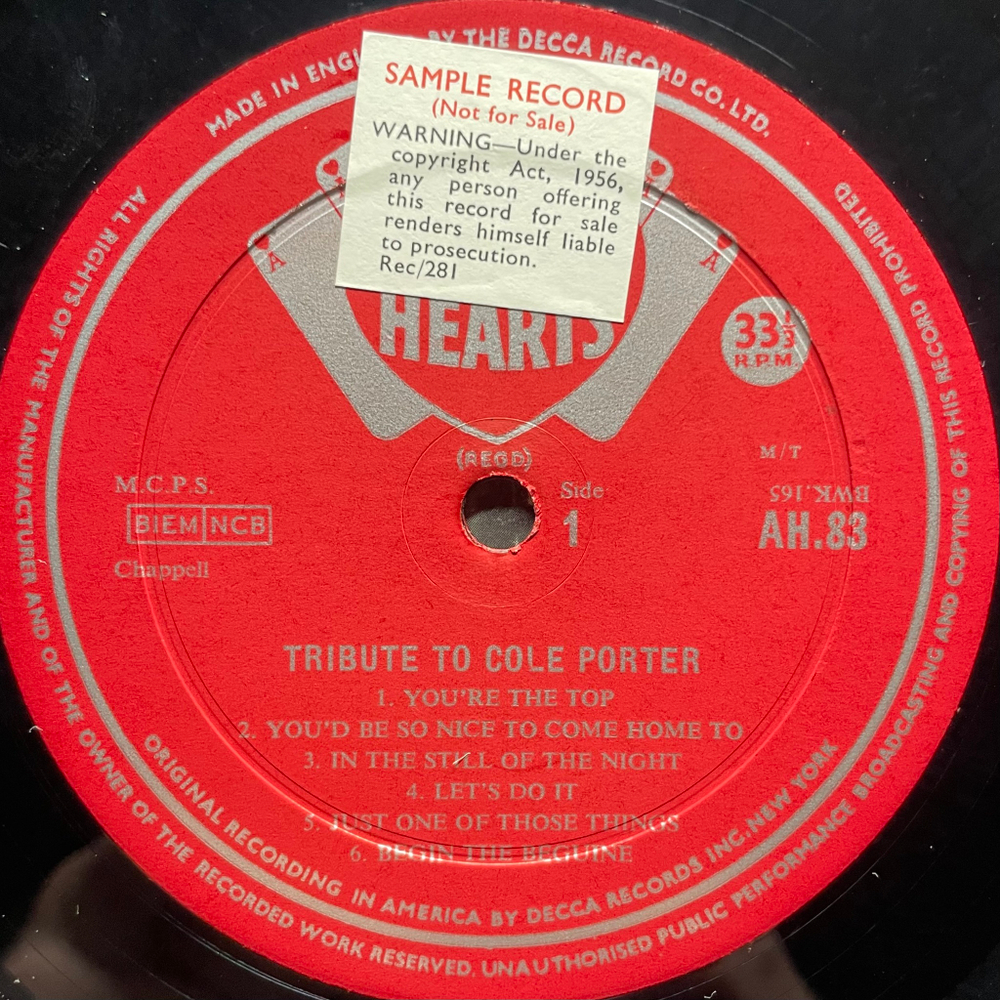 MADE IN ENGL BY THE DECCA RECORD CO. LTD.
SAMPLE RECORD
(Not for Sale)
WARNING—Under the
copyright Act, 1956,
any person offering
this record for sale
renders himself liable
to prosecution.
Rec/281
A
A
HEARTS
33 1/3
R.P.M.
(REGD)
M/T
M.C.P.S.
BIEM NCB
Chappell
Side
1
BWK.165
AH.83
TRIBUTE TO COLE PORTER
1. YOU'RE THE TOP
2. YOU'D BE SO NICE TO COME HOME TO
3. IN THE STILL OF THE NIGHT
4. LET'S DO IT
5. JUST ONE OF THOSE THINGS
6. BEGIN THE BEGUINE
ORIGINAL RECORDING IN AMERICA BY DECCA RECORDS INC. NEW YORK
ALL RIGHTS OF THE MANUFACTURER AND OF THE OWNER OF THE RECORDED WORK RESERVED. UNAUTHORISED PUBLIC PERFORMANCE BROADCASTING AND COPYING OF THIS RECORD PROHIBITED